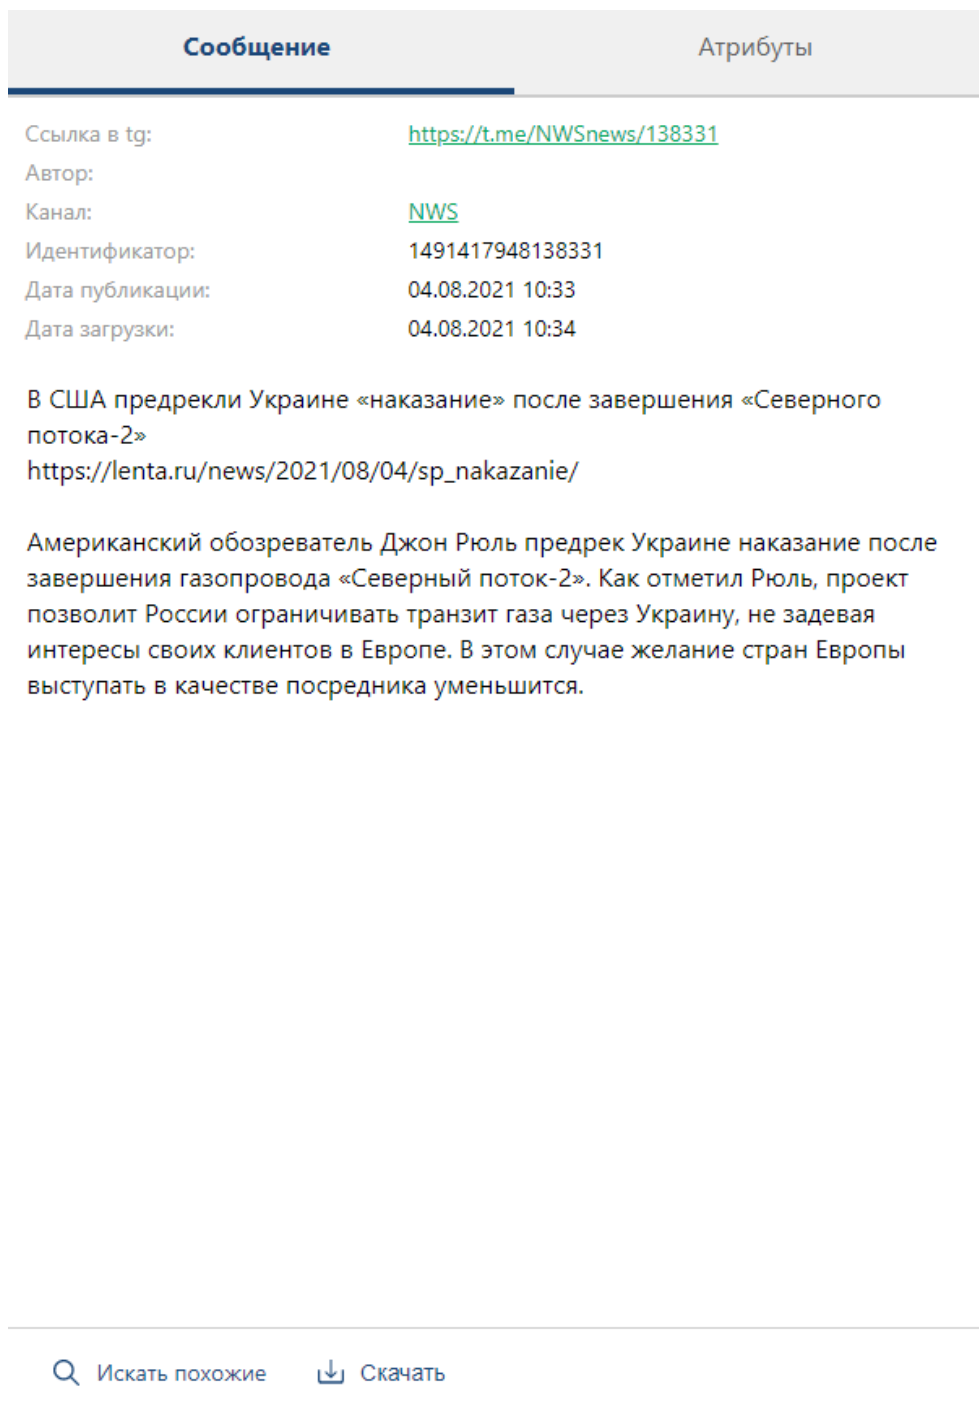 Сообщение
Атрибуты
Ссылка в tg:
https://t.me/NWSnews/138331
Автор:
Канал:
NWS
Идентификатор:
1491417948138331
Дата публикации:
04.08.2021 10:33
Дата загрузки:
04.08.2021 10:34
В США предрекли Украине «наказание» после завершения «Северного
потока-2»
https://lenta.ru/news/2021/08/04/sp_nakazanie/
Американский обозреватель Джон Рюль предрек Украине наказание после
завершения газопровода «Северный поток-2». Как отметил Рюль, проект
позволит России ограничивать транзит газа через Украину, не задевая
интересы своих клиентов в Европе. В этом случае желание стран Европы
выступать в качестве посредника уменьшится.
Искать похожие
Скачать